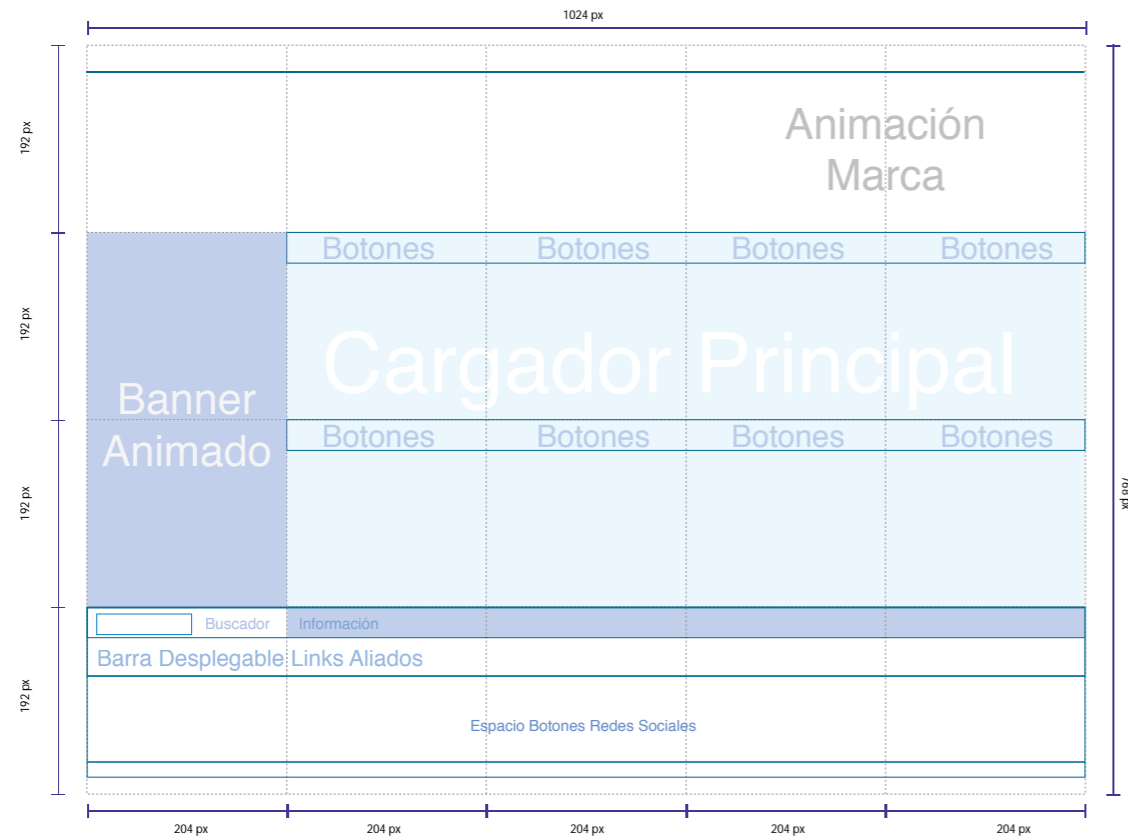 1024 px
192 px
Animación
Marca
Botones Botones Botones Botones
192 px
Cargador Principal
Banner
Animado
Botones Botones Botones Botones
192 px
768 px
Buscador Información
Barra Desplegable Links Aliados
192 px
Espacio Botones Redes Sociales
204 px 204 px 204 px 204 px 204 px